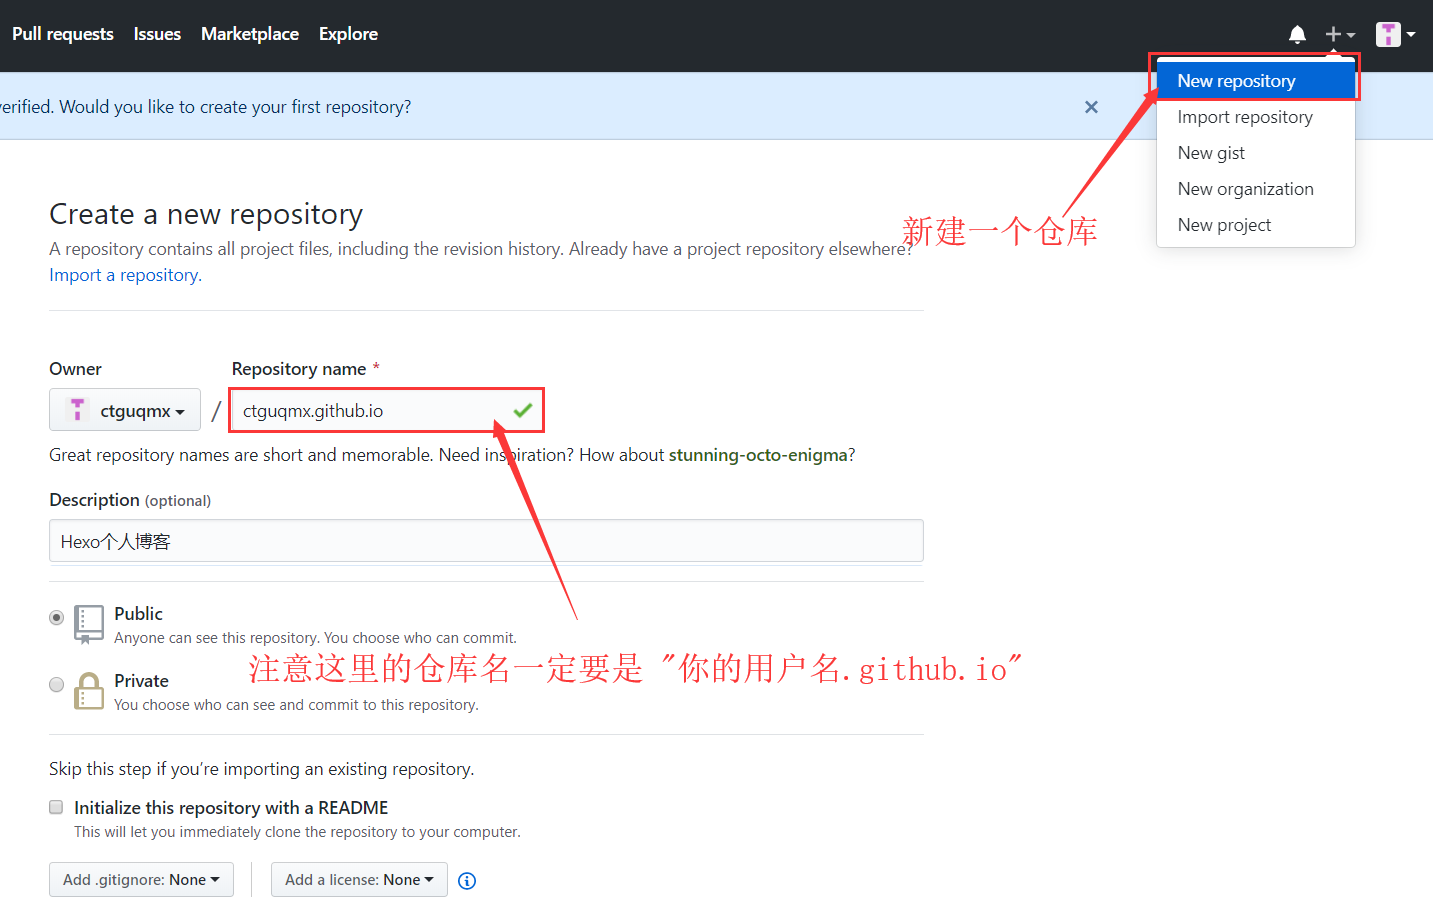 Pull requests Issues Marketplace Explore
New repository
erified. Would you like to create your first repository?
Import repository
New gist
New organization
New project
新建一个仓库
Create a new repository
A repository contains all project files, including the revision history. Already have a project repository elsewhere?
Import a repository.
Owner Repository name *
ctguqmx / ctguqmx.github.io
Great repository names are short and memorable. Need inspiration? How about stunning-octo-enigma?
Description (optional)
Hexo个人博客
Public
Anyone can see this repository. You choose who can commit.
注意这里的仓库名一定要是 "你的用户名.github.io"
Private
You choose who can see and commit to this repository.
Skip this step if you’re importing an existing repository.
Initialize this repository with a README
This will let you immediately clone the repository to your computer.
Add .gitignore: None Add a license: None